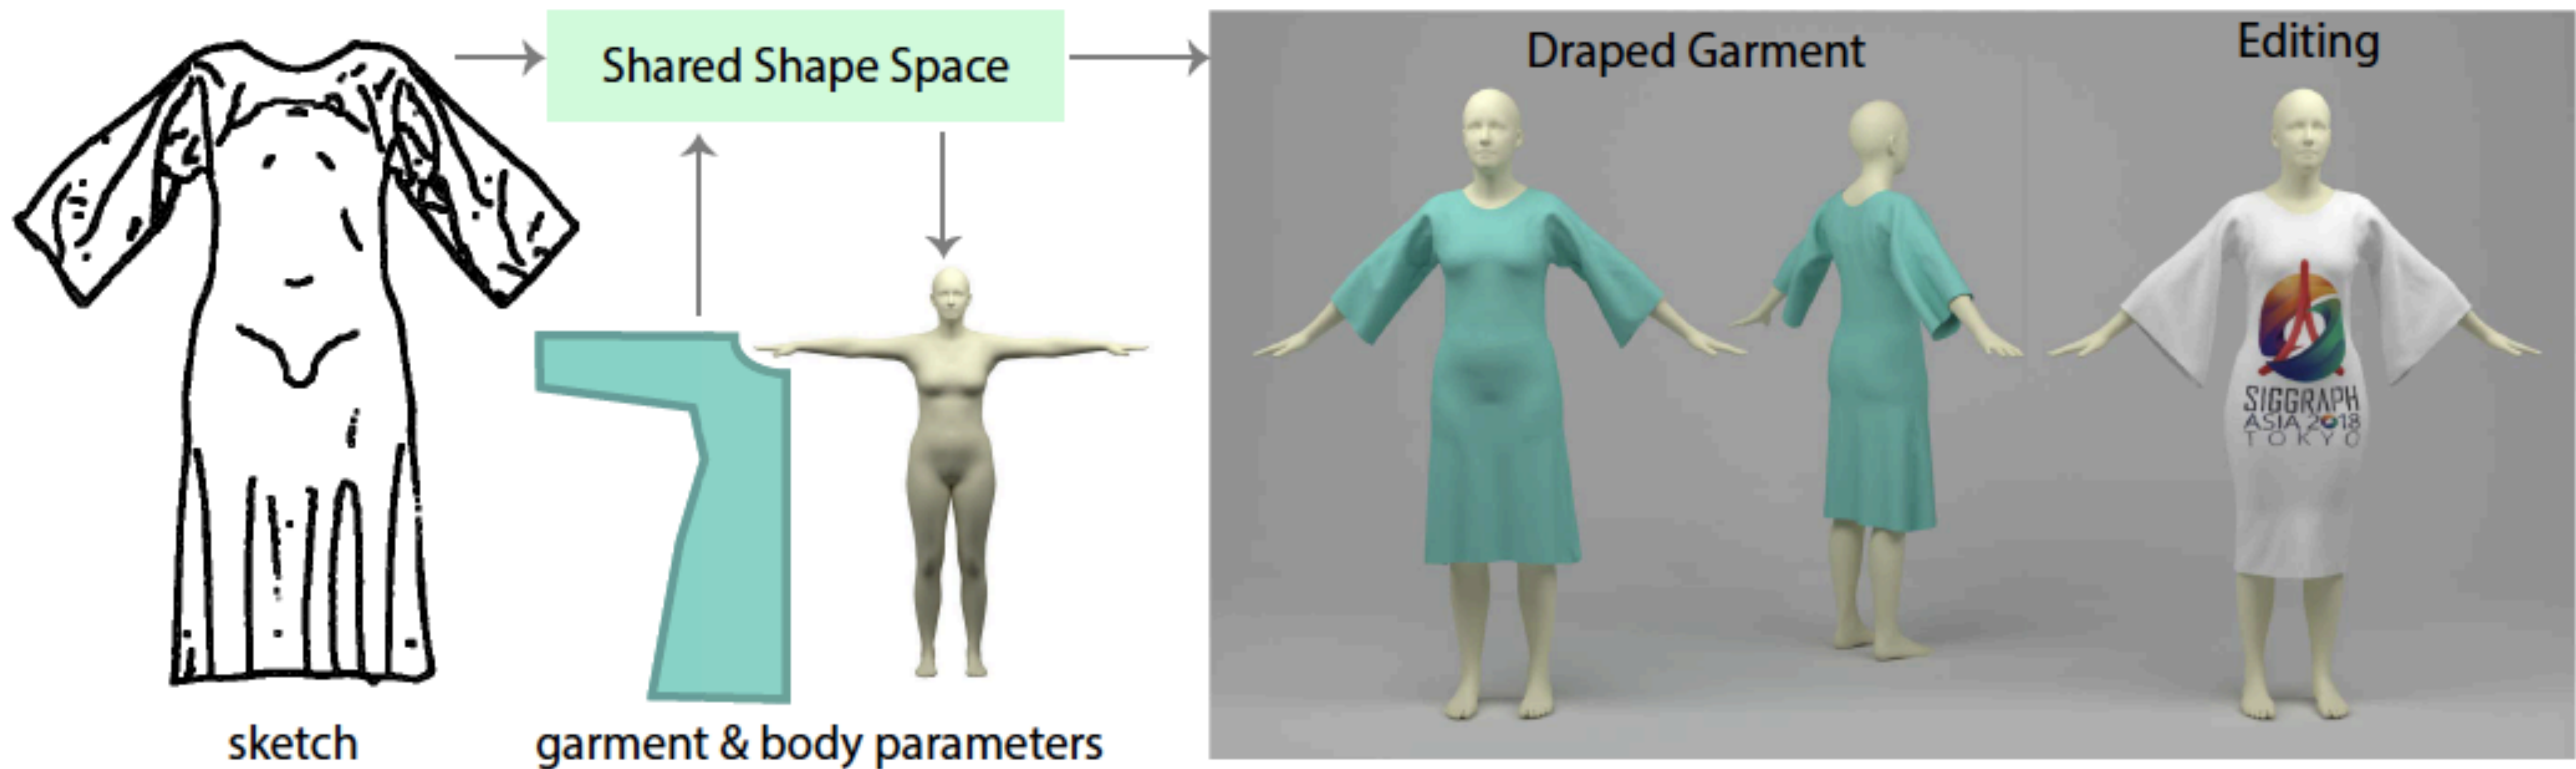 Shared Shape Space
Draped Garment
Editing
SIGGRAPH
ASIA 2018
TOKYO
sketch
garment & body parameters